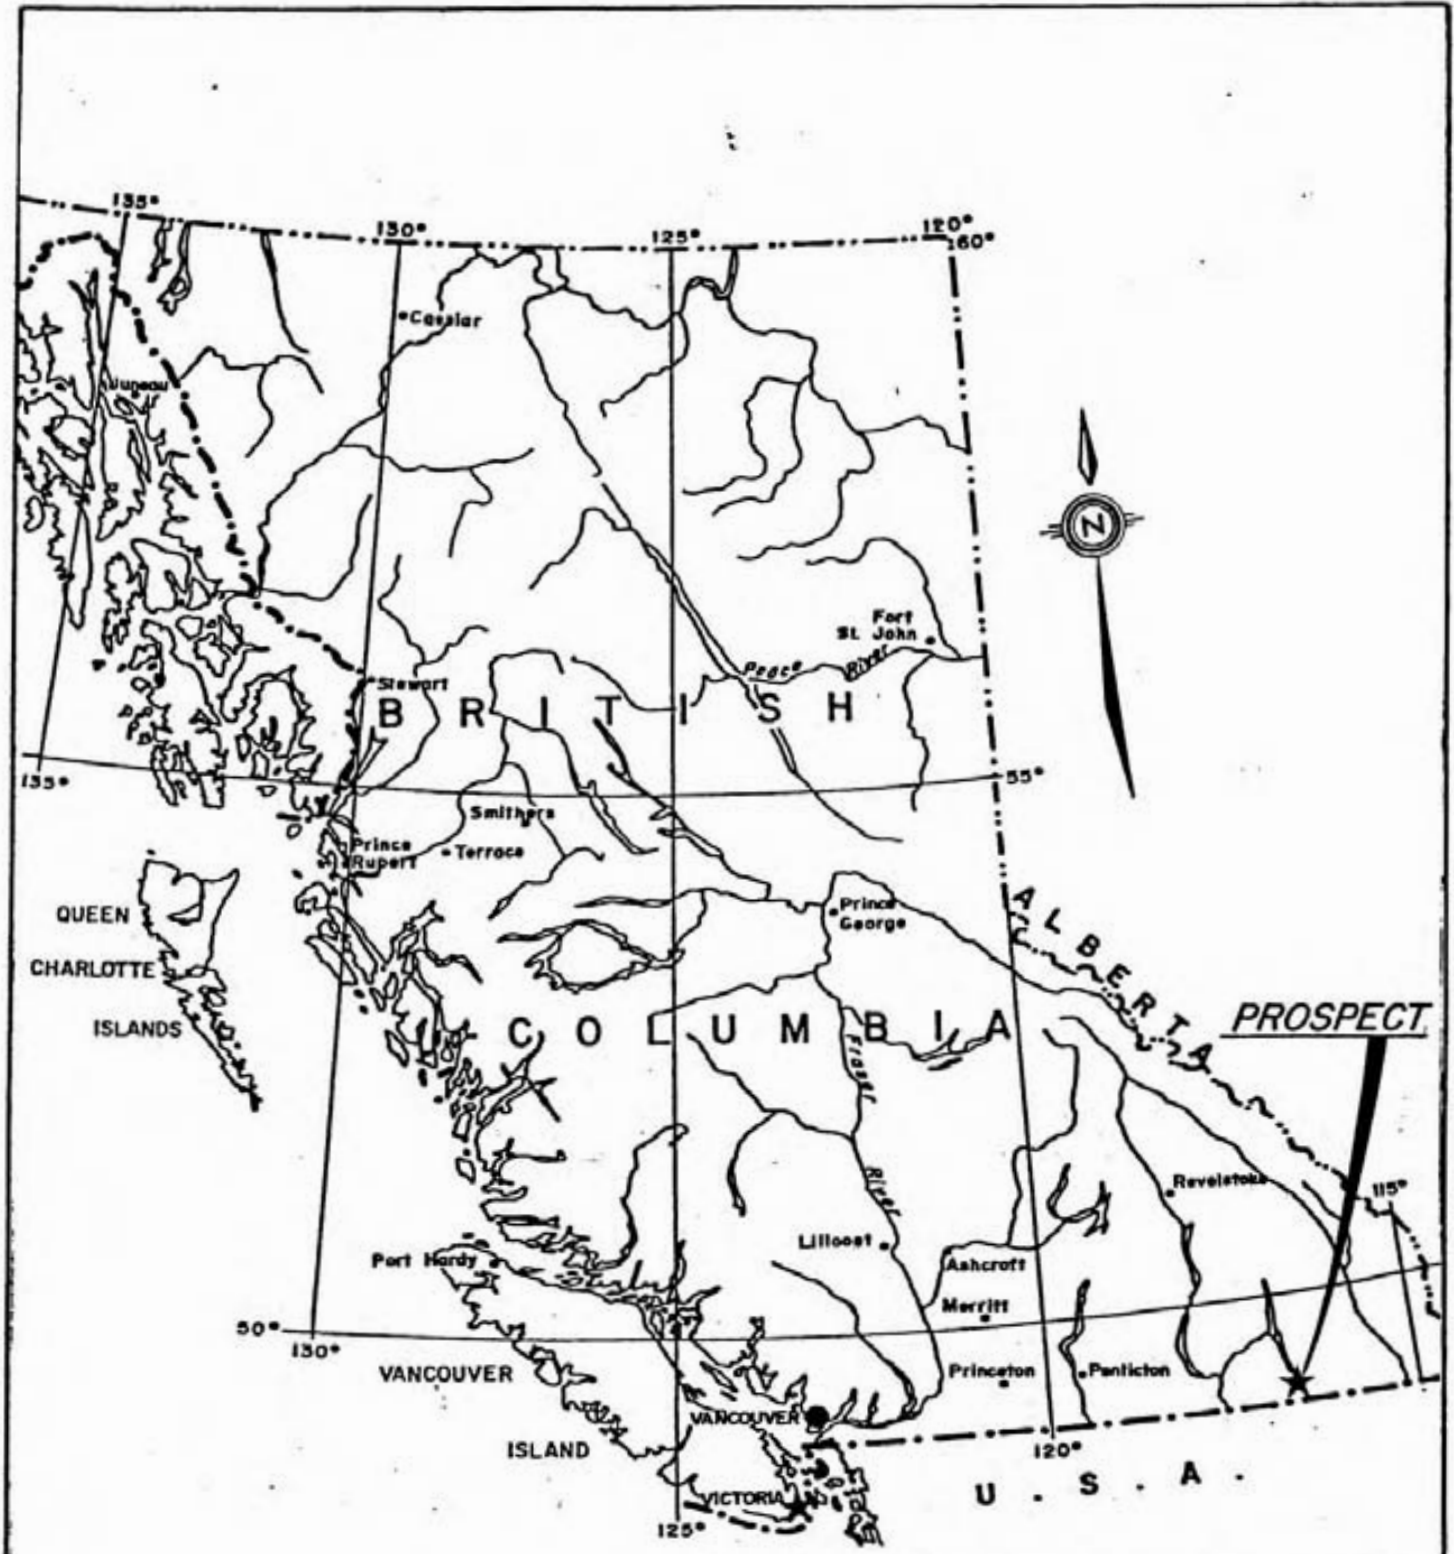 135°
130°
125°
120°
60°
Cassiar
Juneau
N
Fort
St. John
Peace River
Stewart
BRITISH
135°
55°
Smithers
Prince
Rupert
Terrace
QUEEN
CHARLOTTE
ISLANDS
Prince
George
ALBERTA
PROSPECT
COLUMBIA
Fraser
River
Revelstoke
115°
Lillooet
Port Hardy
Ashcroft
Merritt
50°
130°
VANCOUVER
ISLAND
Princeton
Penticton
VANCOUVER
120°
U.S.A.
VICTORIA
125°